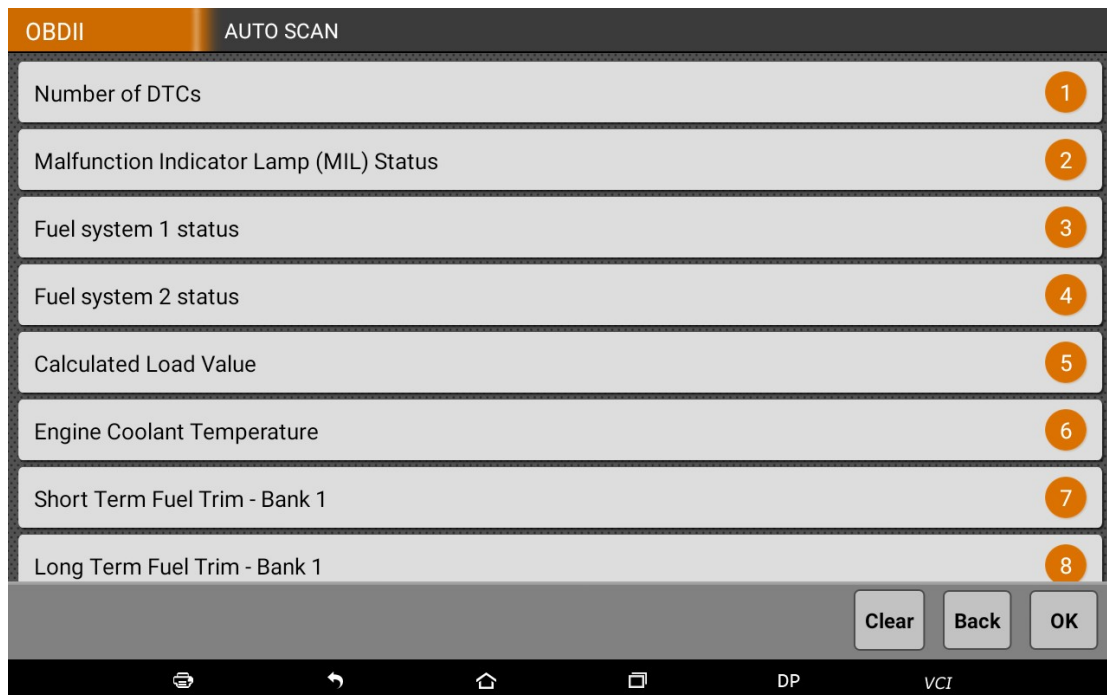 OBDII AUTO SCAN
Number of DTCs 1
Malfunction Indicator Lamp (MIL) Status 2
Fuel system 1 status 3
Fuel system 2 status 4
Calculated Load Value 5
Engine Coolant Temperature 6
Short Term Fuel Trim - Bank 1 7
Long Term Fuel Trim - Bank 1 8
Clear Back OK
DP VCI